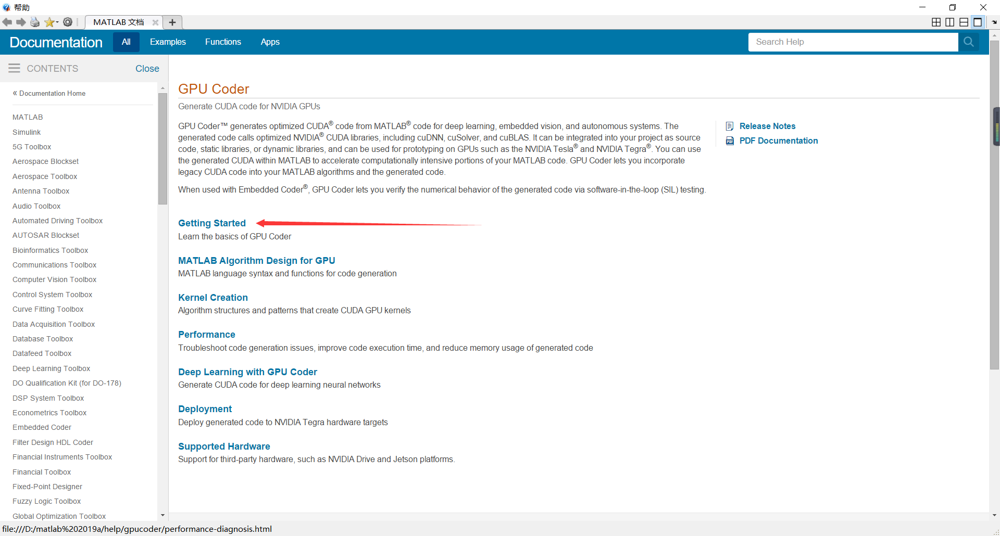 帮助
MATLAB 文档
Documentation
All
Examples
Functions
Apps
Search Help
CONTENTS
Close
« Documentation Home
MATLAB
Simulink
5G Toolbox
Aerospace Blockset
Aerospace Toolbox
Antenna Toolbox
Audio Toolbox
Automated Driving Toolbox
AUTOSAR Blockset
Bioinformatics Toolbox
Communications Toolbox
Computer Vision Toolbox
Control System Toolbox
Curve Fitting Toolbox
Data Acquisition Toolbox
Database Toolbox
Datafeed Toolbox
Deep Learning Toolbox
DO Qualification Kit (for DO-178)
DSP System Toolbox
Econometrics Toolbox
Embedded Coder
Filter Design HDL Coder
Financial Instruments Toolbox
Financial Toolbox
Fixed-Point Designer
Fuzzy Logic Toolbox
Global Optimization Toolbox
GPU Coder
Generate CUDA code for NVIDIA GPUs
GPU Coder™ generates optimized CUDA® code from MATLAB® code for deep learning, embedded vision, and autonomous systems. The
generated code calls optimized NVIDIA® CUDA libraries, including cuDNN, cuSolver, and cuBLAS. It can be integrated into your project as source
code, static libraries, or dynamic libraries, and can be used for prototyping on GPUs such as the NVIDIA Tesla® and NVIDIA Tegra®. You can use
the generated CUDA within MATLAB to accelerate computationally intensive portions of your MATLAB code. GPU Coder lets you incorporate
legacy CUDA code into your MATLAB algorithms and the generated code.
When used with Embedded Coder®, GPU Coder lets you verify the numerical behavior of the generated code via software-in-the-loop (SIL) testing.
Release Notes
PDF Documentation
Getting Started
Learn the basics of GPU Coder
MATLAB Algorithm Design for GPU
MATLAB language syntax and functions for code generation
Kernel Creation
Algorithm structures and patterns that create CUDA GPU kernels
Performance
Troubleshoot code generation issues, improve code execution time, and reduce memory usage of generated code
Deep Learning with GPU Coder
Generate CUDA code for deep learning neural networks
Deployment
Deploy generated code to NVIDIA Tegra hardware targets
Supported Hardware
Support for third-party hardware, such as NVIDIA Drive and Jetson platforms.
file:///D:/matlab%202019a/help/gpucoder/performance-diagnosis.html